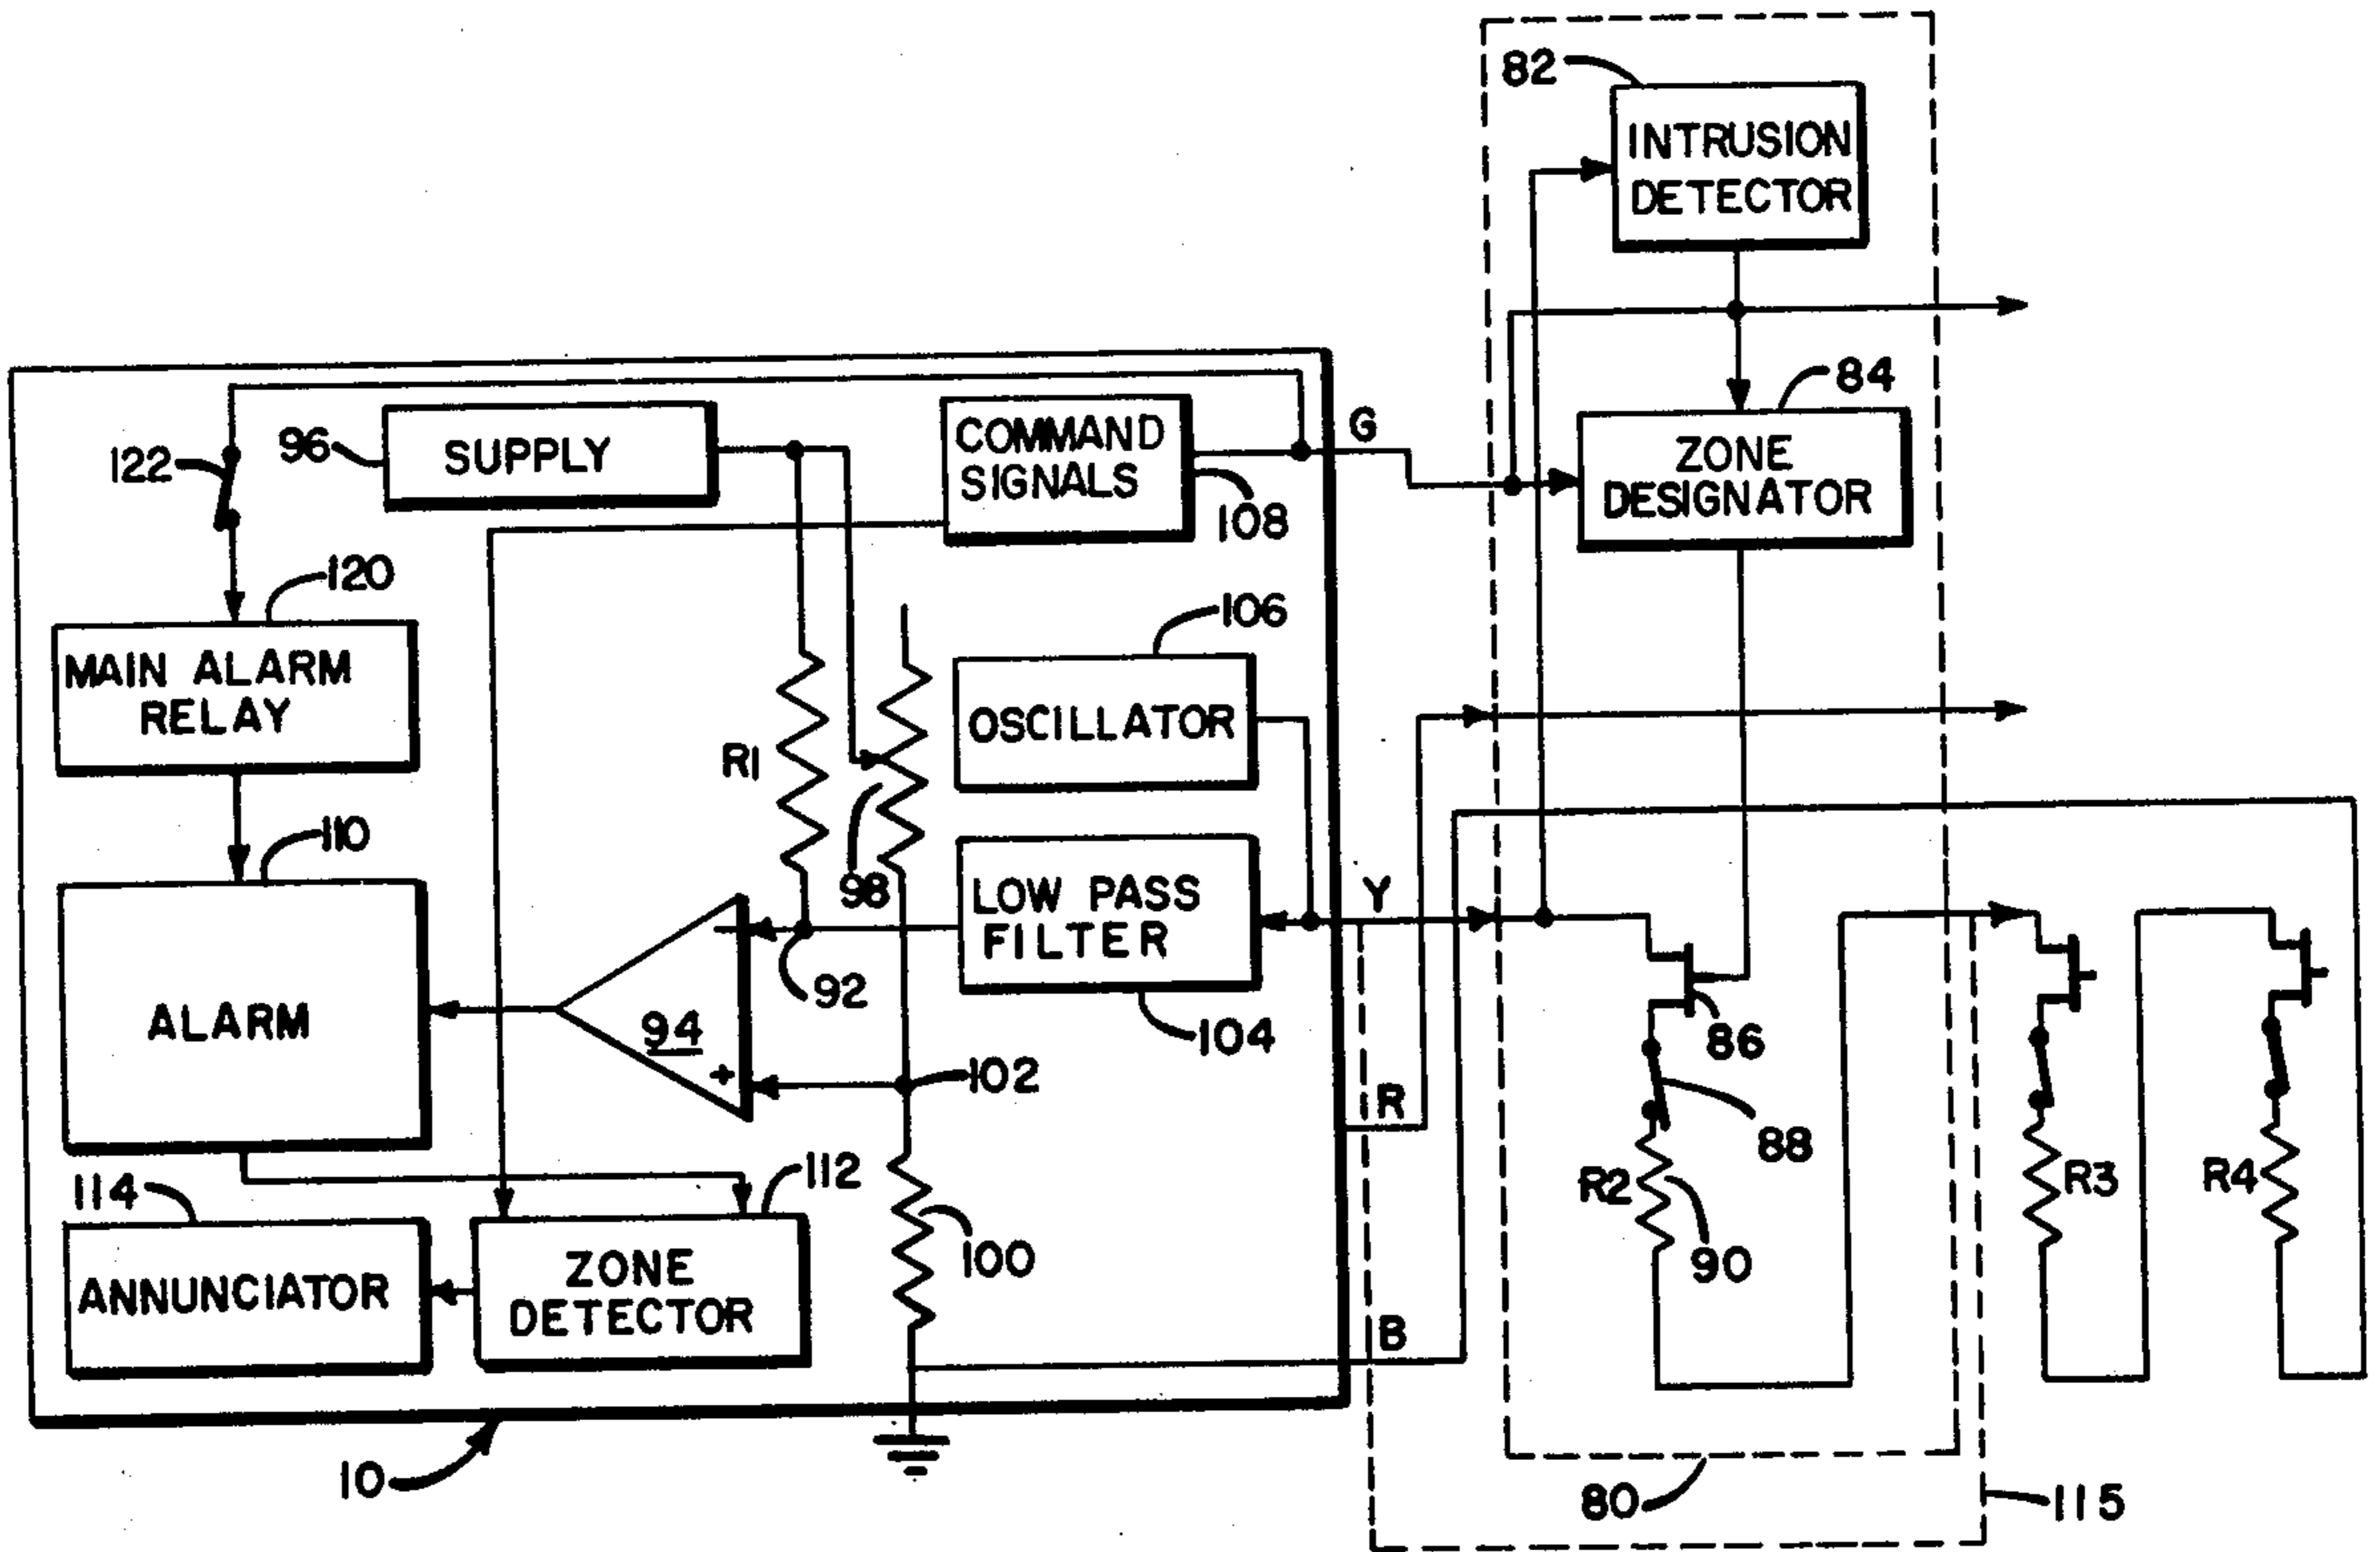 82
INTRUSION
DETECTOR
84
ZONE
DESIGNATOR
G
COMMAND
SIGNALS
108
96
SUPPLY
122
120
MAIN ALARM
RELAY
106
OSCILLATOR
R1
98
110
ALARM
LOW PASS
FILTER
104
Y
92
94
−
+
102
86
88
R
R2
90
R3
R4
114
ANNUNCIATOR
112
ZONE
DETECTOR
100
B
10
80
115